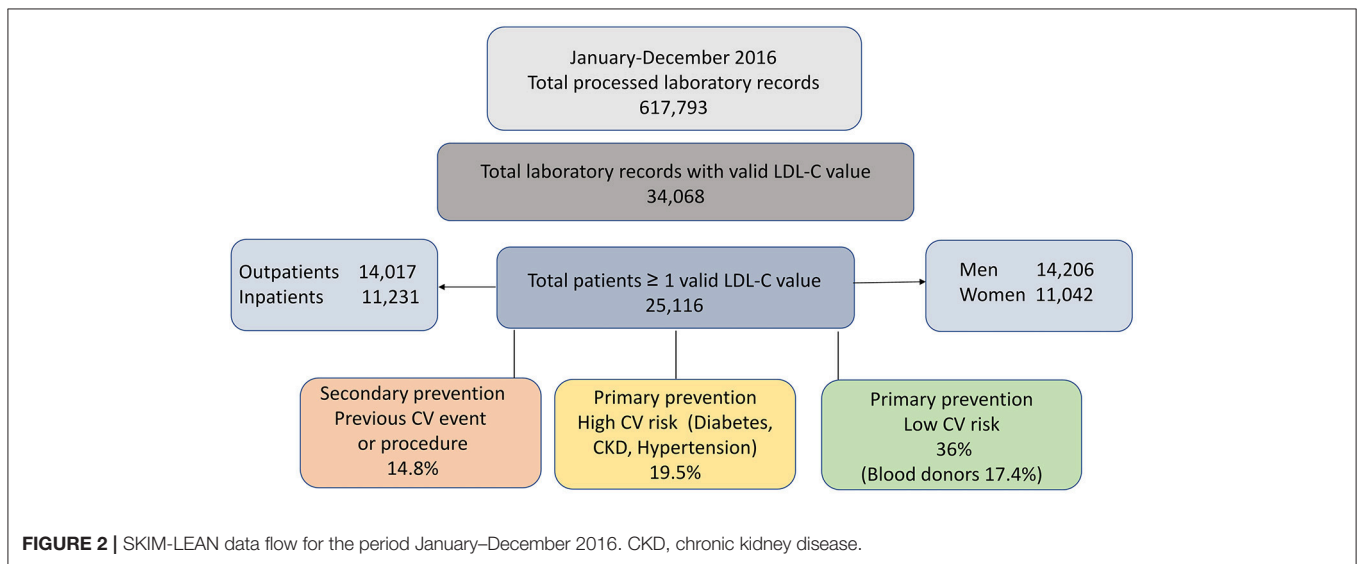 January-December 2016
Total processed laboratory records
617,793
Total laboratory records with valid LDL-C value
34,068
Outpatients 14,017
Inpatients 11,231
Total patients ≥ 1 valid LDL-C value
25,116
Men 14,206
Women 11,042
Secondary prevention
Previous CV event
or procedure
14.8%
Primary prevention
High CV risk (Diabetes,
CKD, Hypertension)
19.5%
Primary prevention
Low CV risk
36%
(Blood donors 17.4%)
FIGURE 2 | SKIM-LEAN data flow for the period January–December 2016. CKD, chronic kidney disease.